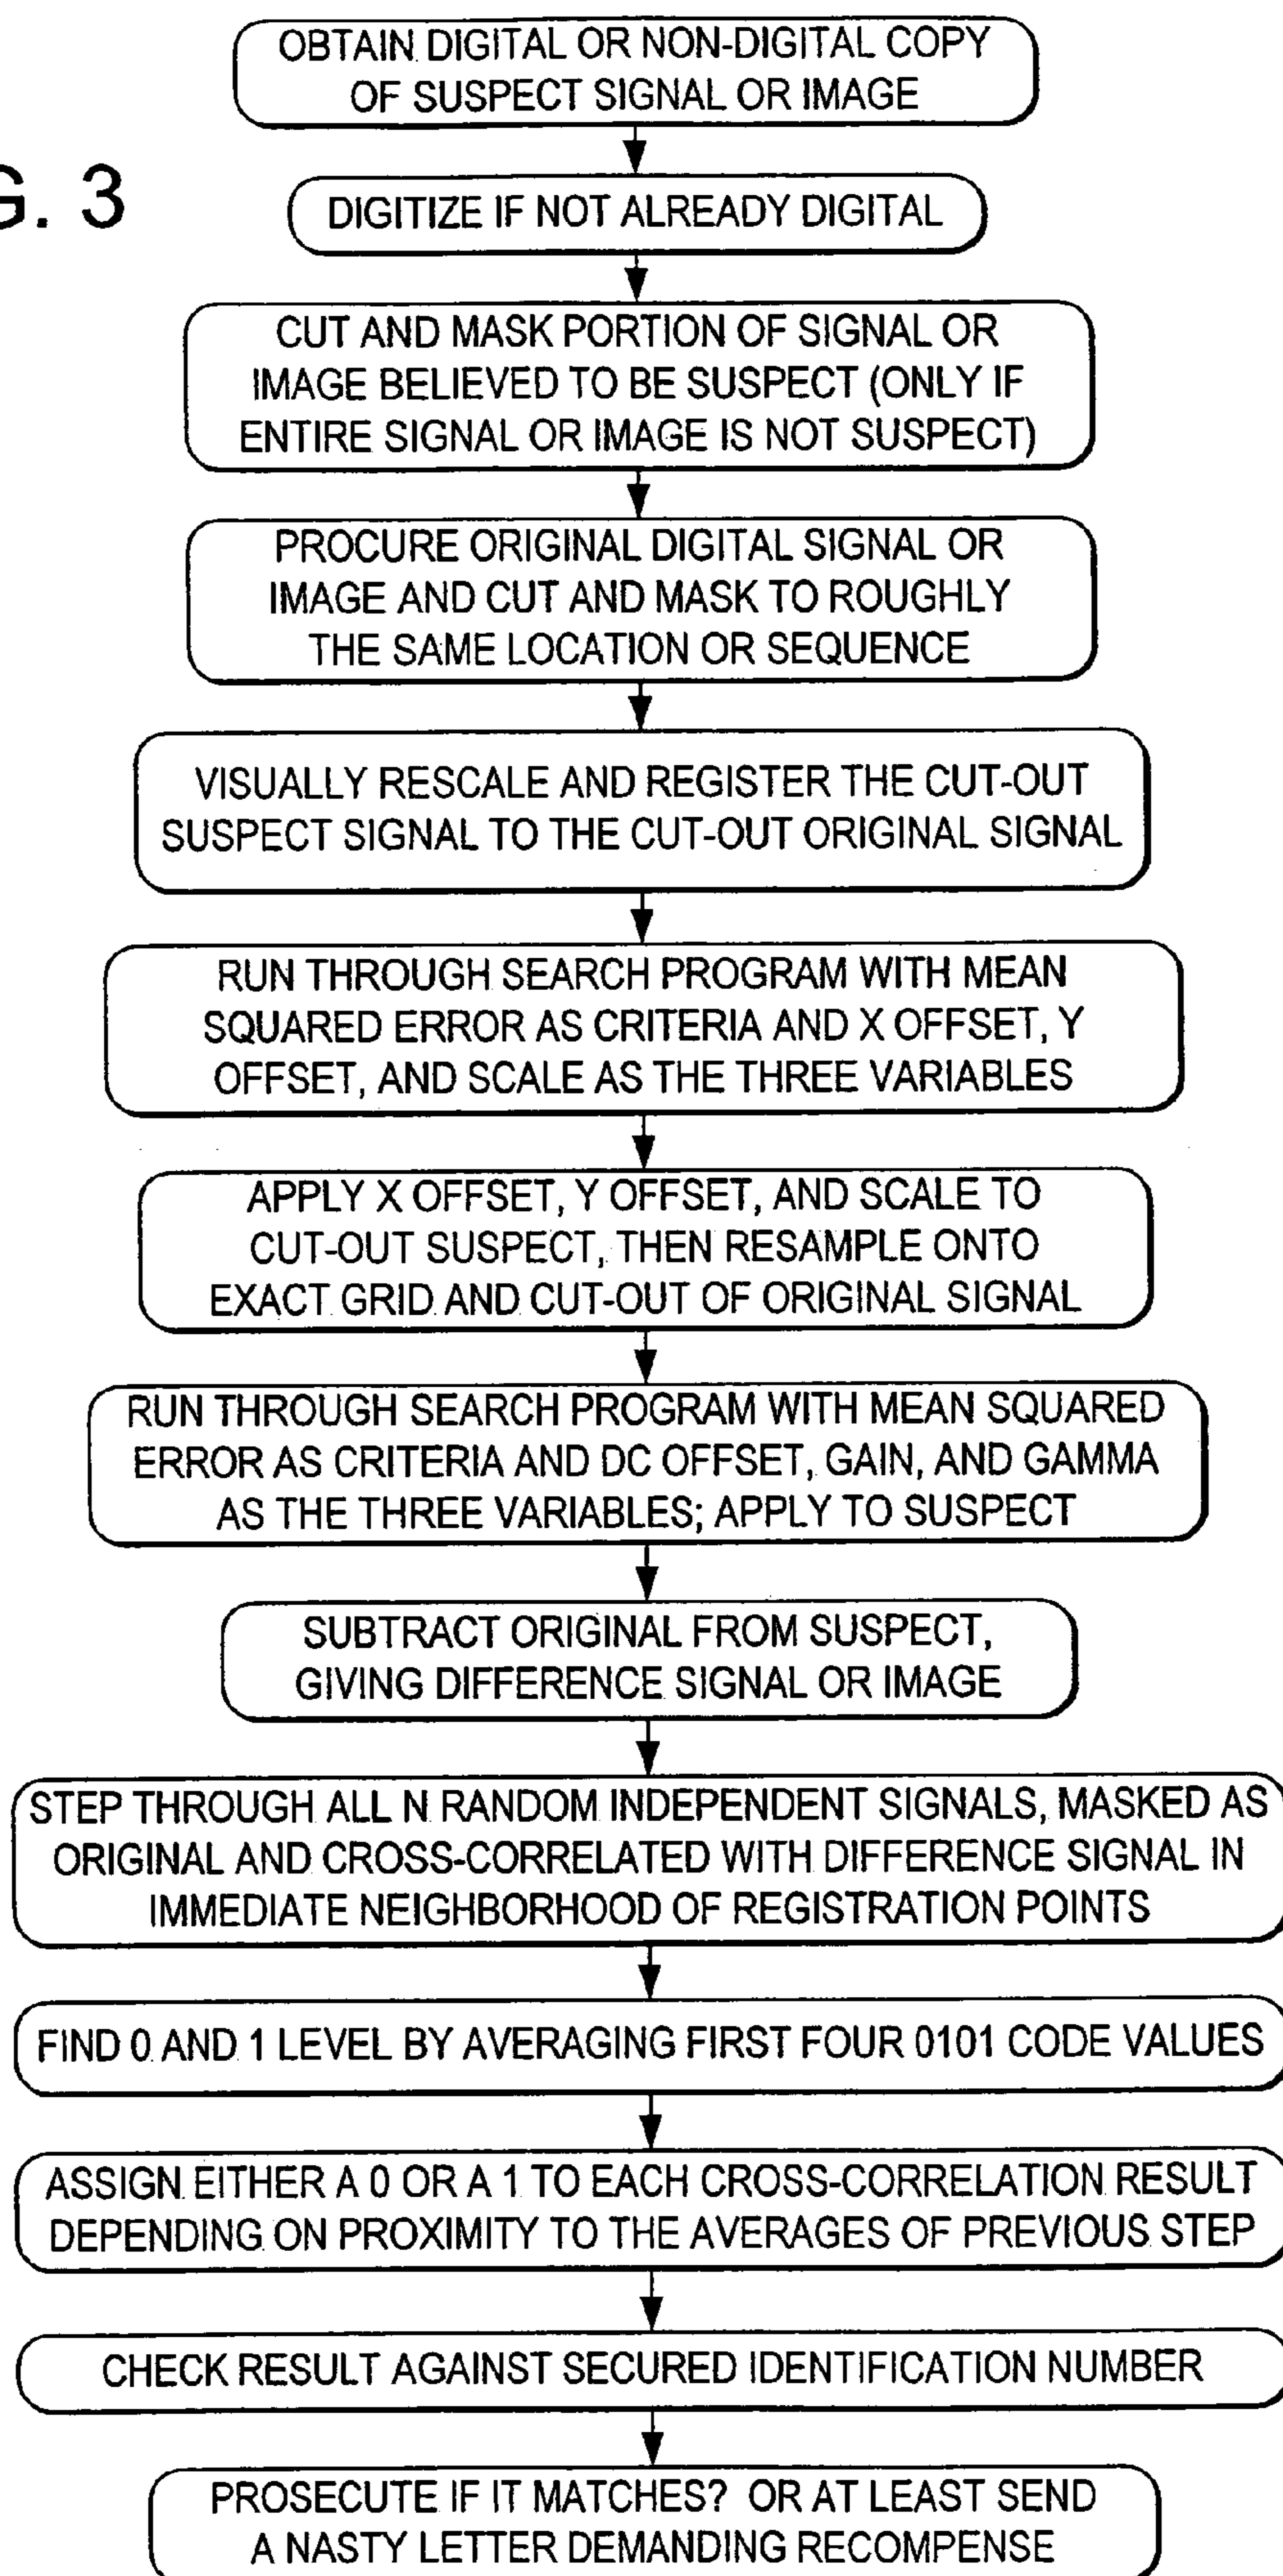 OBTAIN DIGITAL OR NON-DIGITAL COPY
OF SUSPECT SIGNAL OR IMAGE
G. 3
DIGITIZE IF NOT ALREADY DIGITAL
CUT AND MASK PORTION OF SIGNAL OR
IMAGE BELIEVED TO BE SUSPECT (ONLY IF
ENTIRE SIGNAL OR IMAGE IS NOT SUSPECT)
PROCURE ORIGINAL DIGITAL SIGNAL OR
IMAGE AND CUT AND MASK TO ROUGHLY
THE SAME LOCATION OR SEQUENCE
VISUALLY RESCALE AND REGISTER THE CUT-OUT
SUSPECT SIGNAL TO THE CUT-OUT ORIGINAL SIGNAL
RUN THROUGH SEARCH PROGRAM WITH MEAN
SQUARED ERROR AS CRITERIA AND X OFFSET, Y
OFFSET, AND SCALE AS THE THREE VARIABLES
APPLY X OFFSET, Y OFFSET, AND SCALE TO
CUT-OUT SUSPECT, THEN RESAMPLE ONTO
EXACT GRID AND CUT-OUT OF ORIGINAL SIGNAL
RUN THROUGH SEARCH PROGRAM WITH MEAN SQUARED
ERROR AS CRITERIA AND DC OFFSET, GAIN, AND GAMMA
AS THE THREE VARIABLES; APPLY TO SUSPECT
SUBTRACT ORIGINAL FROM SUSPECT,
GIVING DIFFERENCE SIGNAL OR IMAGE
STEP THROUGH ALL N RANDOM INDEPENDENT SIGNALS, MASKED AS
ORIGINAL AND CROSS-CORRELATED WITH DIFFERENCE SIGNAL IN
IMMEDIATE NEIGHBORHOOD OF REGISTRATION POINTS
FIND 0 AND 1 LEVEL BY AVERAGING FIRST FOUR 0101 CODE VALUES
ASSIGN EITHER A 0 OR A 1 TO EACH CROSS-CORRELATION RESULT
DEPENDING ON PROXIMITY TO THE AVERAGES OF PREVIOUS STEP
CHECK RESULT AGAINST SECURED IDENTIFICATION NUMBER
PROSECUTE IF IT MATCHES? OR AT LEAST SEND
A NASTY LETTER DEMANDING RECOMPENSE